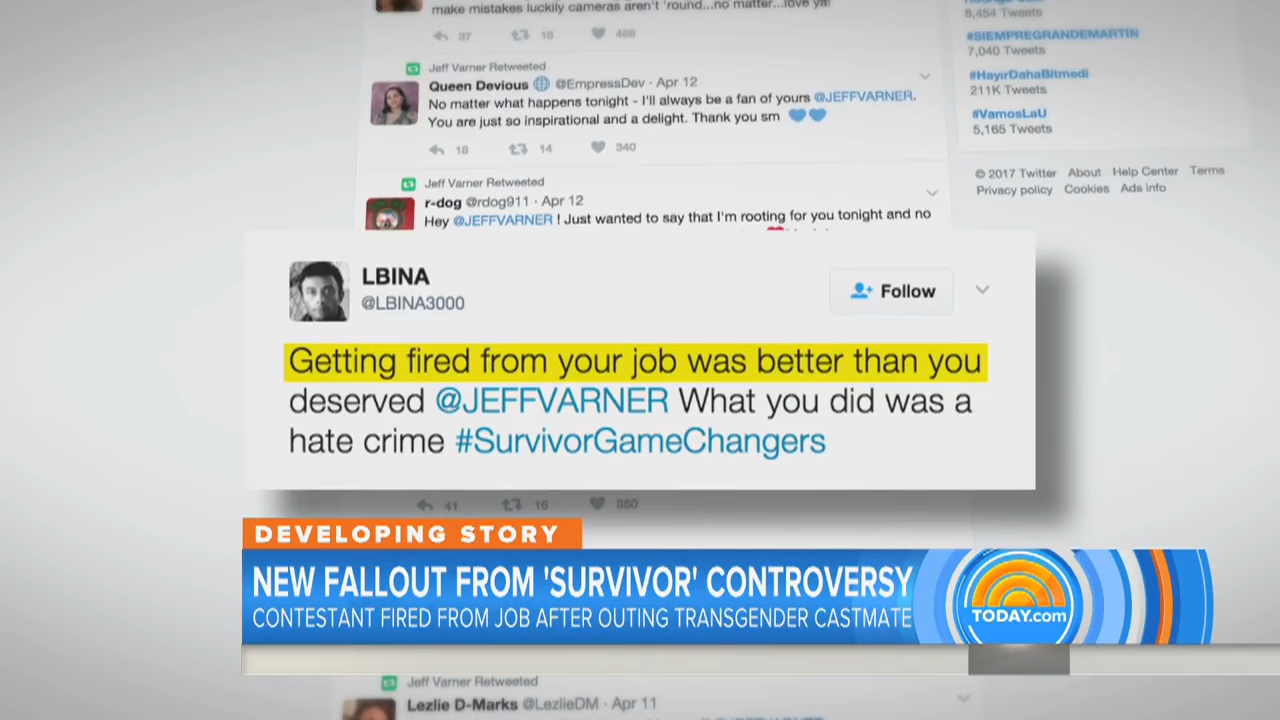 make mistakes luckily cameras aren't 'round...no matter...love ya!
37 18 468
Jeff Varner Retweeted
Queen Devious @EmpressDev · Apr 12
No matter what happens tonight - I'll always be a fan of yours @JEFFVARNER.
You are just so inspirational and a delight. Thank you sm
18 14 340
Jeff Varner Retweeted
r-dog @rdog911 · Apr 12
Hey @JEFFVARNER ! Just wanted to say that I'm rooting for you tonight and no
8,454 Tweets
#SIEMPREGRANDEMARTIN
7,040 Tweets
#HayırDahaBitmedi
211K Tweets
#VamosLaU
5,165 Tweets
© 2017 Twitter About Help Center Terms
Privacy policy Cookies Ads info
LBINA
@LBINA3000
Follow
Getting fired from your job was better than you
deserved @JEFFVARNER What you did was a
hate crime #SurvivorGameChangers
41 16 350
DEVELOPING STORY
NEW FALLOUT FROM 'SURVIVOR' CONTROVERSY
CONTESTANT FIRED FROM JOB AFTER OUTING TRANSGENDER CASTMATE
TODAY.com
Jeff Varner Retweeted
Lezlie D-Marks @LezlieDM · Apr 11